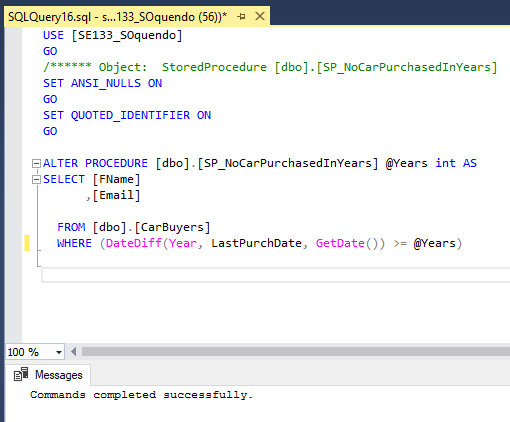 SQLQuery16.sql - s...133_SOquendo (56))*
USE [SE133_SOquendo]
GO
/****** Object:  StoredProcedure [dbo].[SP_NoCarPurchasedInYears]
SET ANSI_NULLS ON
GO
SET QUOTED_IDENTIFIER ON
GO
ALTER PROCEDURE [dbo].[SP_NoCarPurchasedInYears] @Years int AS
SELECT [FName]
,[Email]
FROM [dbo].[CarBuyers]
WHERE (DateDiff(Year, LastPurchDate, GetDate()) >= @Years)
100 %
Messages
Commands completed successfully.